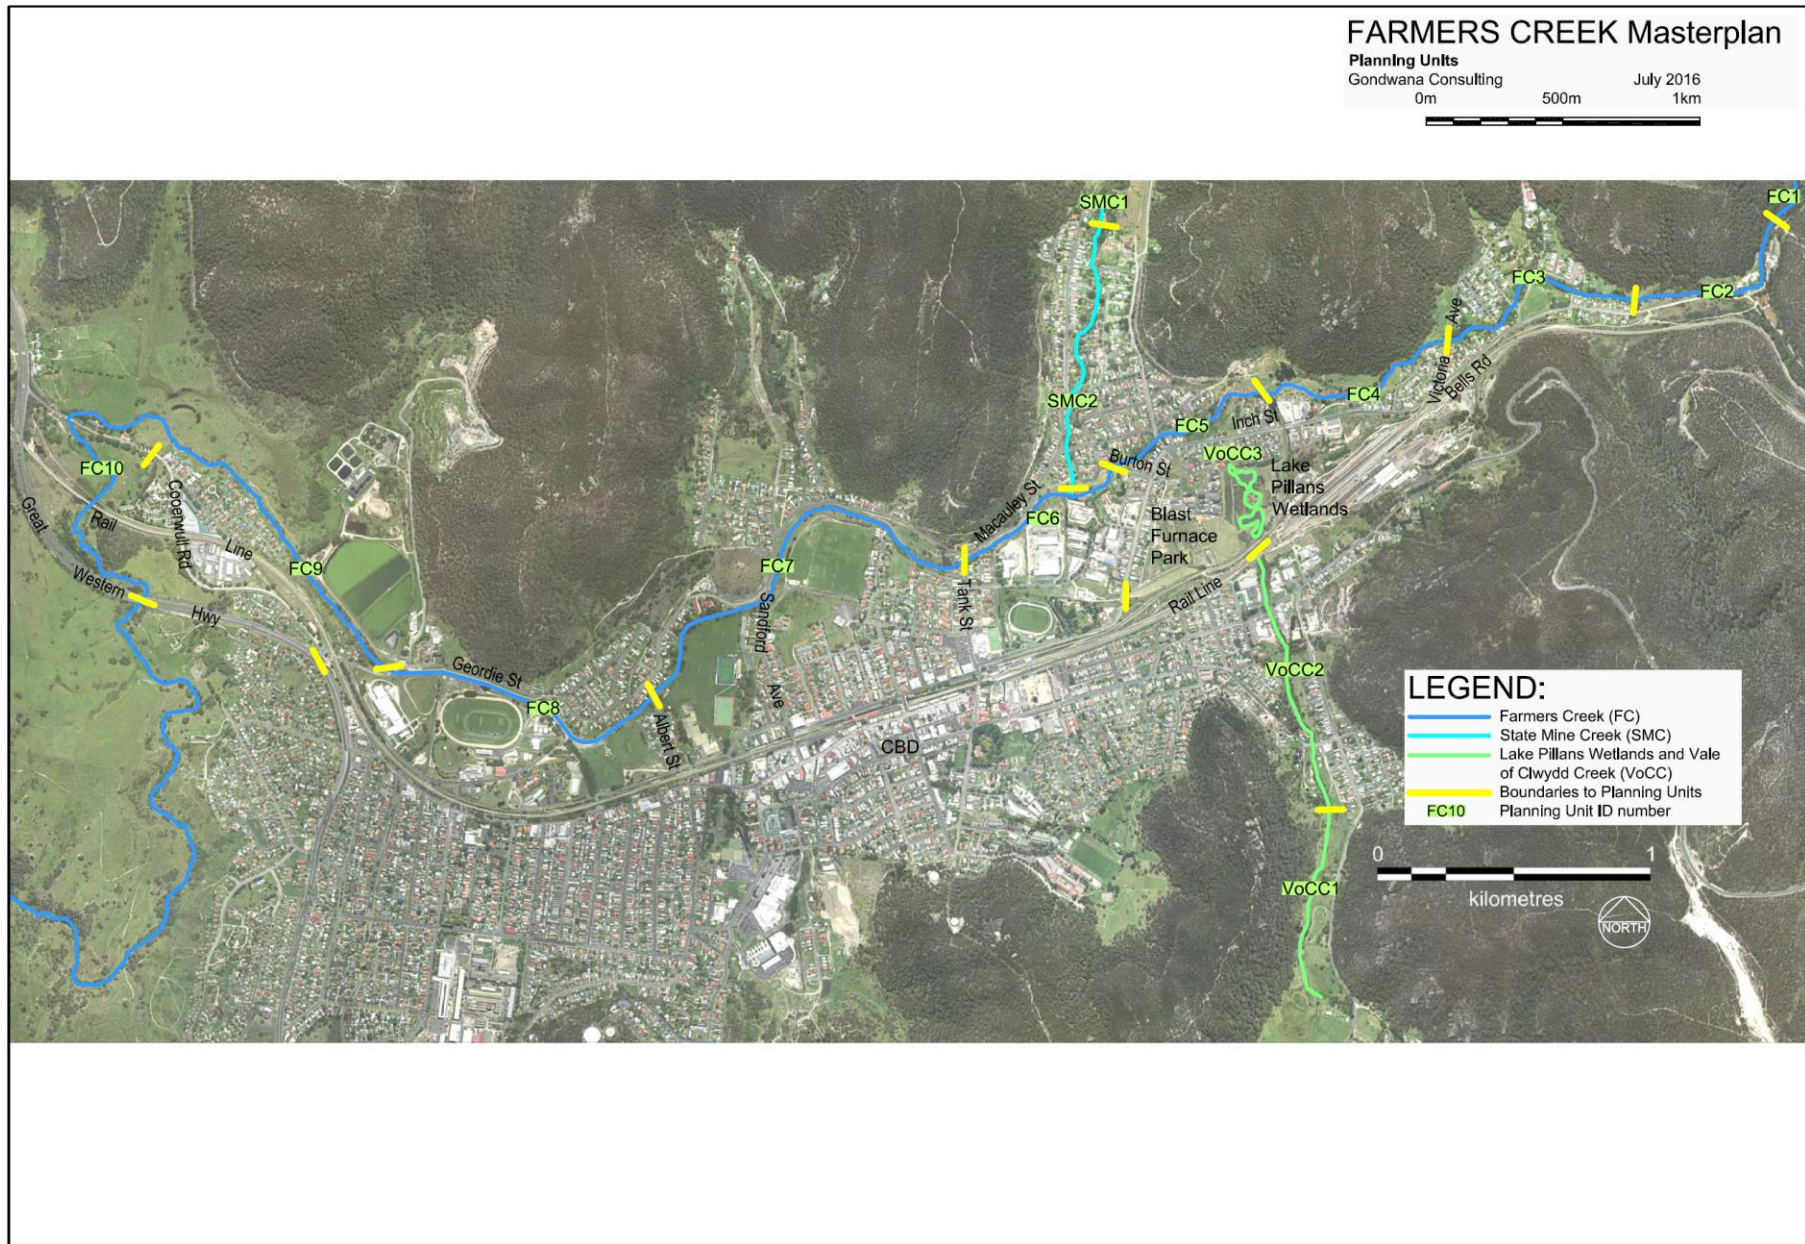 FARMERS CREEK Masterplan
Planning Units
Gondwana Consulting July 2016
0m 500m 1km
SMC1
FC1
FC3
FC2
Victoria Ave
Bells Rd
SMC2
FC4
FC5
Inch St
Burton St
VoCC3
Lake
Pillans
Wetlands
FC10
Cooerwull Rd
Great
Western
Hwy
Rail
Line
FC9
Macauley St
FC6
Blast
Furnace
Park
FC7
Sandford
Ave
Tank St
Rail Line
Geordie St
FC8
Albert St
CBD
VoCC2
VoCC1
LEGEND:
Farmers Creek (FC)
State Mine Creek (SMC)
Lake Pillans Wetlands and Vale
of Clwydd Creek (VoCC)
Boundaries to Planning Units
FC10 Planning Unit ID number
0 1
kilometres
NORTH